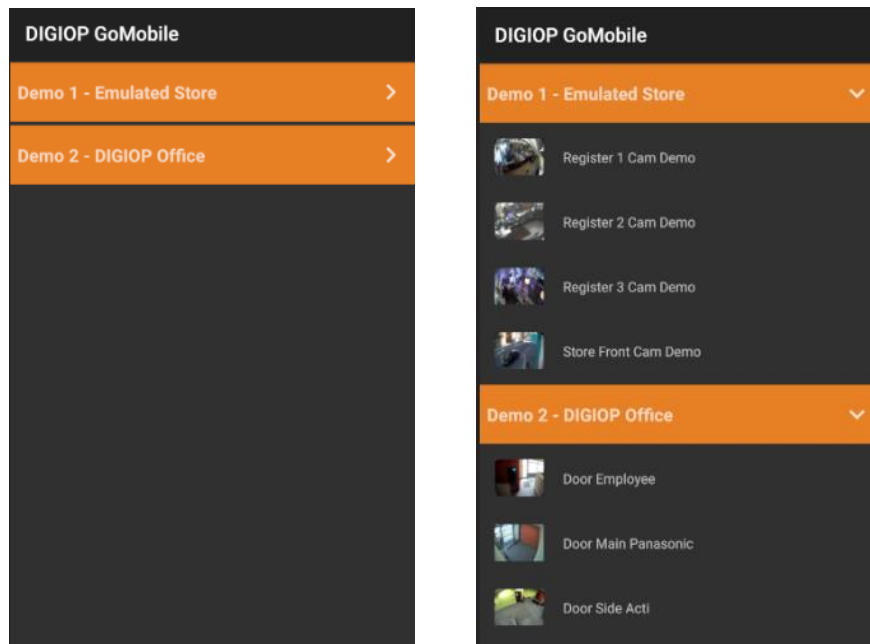 DIGIOP GoMobile
Demo 1 - Emulated Store
Demo 2 - DIGIOP Office
DIGIOP GoMobile
Demo 1 - Emulated Store
Register 1 Cam Demo
Register 2 Cam Demo
Register 3 Cam Demo
Store Front Cam Demo
Demo 2 - DIGIOP Office
Door Employee
Door Main Panasonic
Door Side Acti